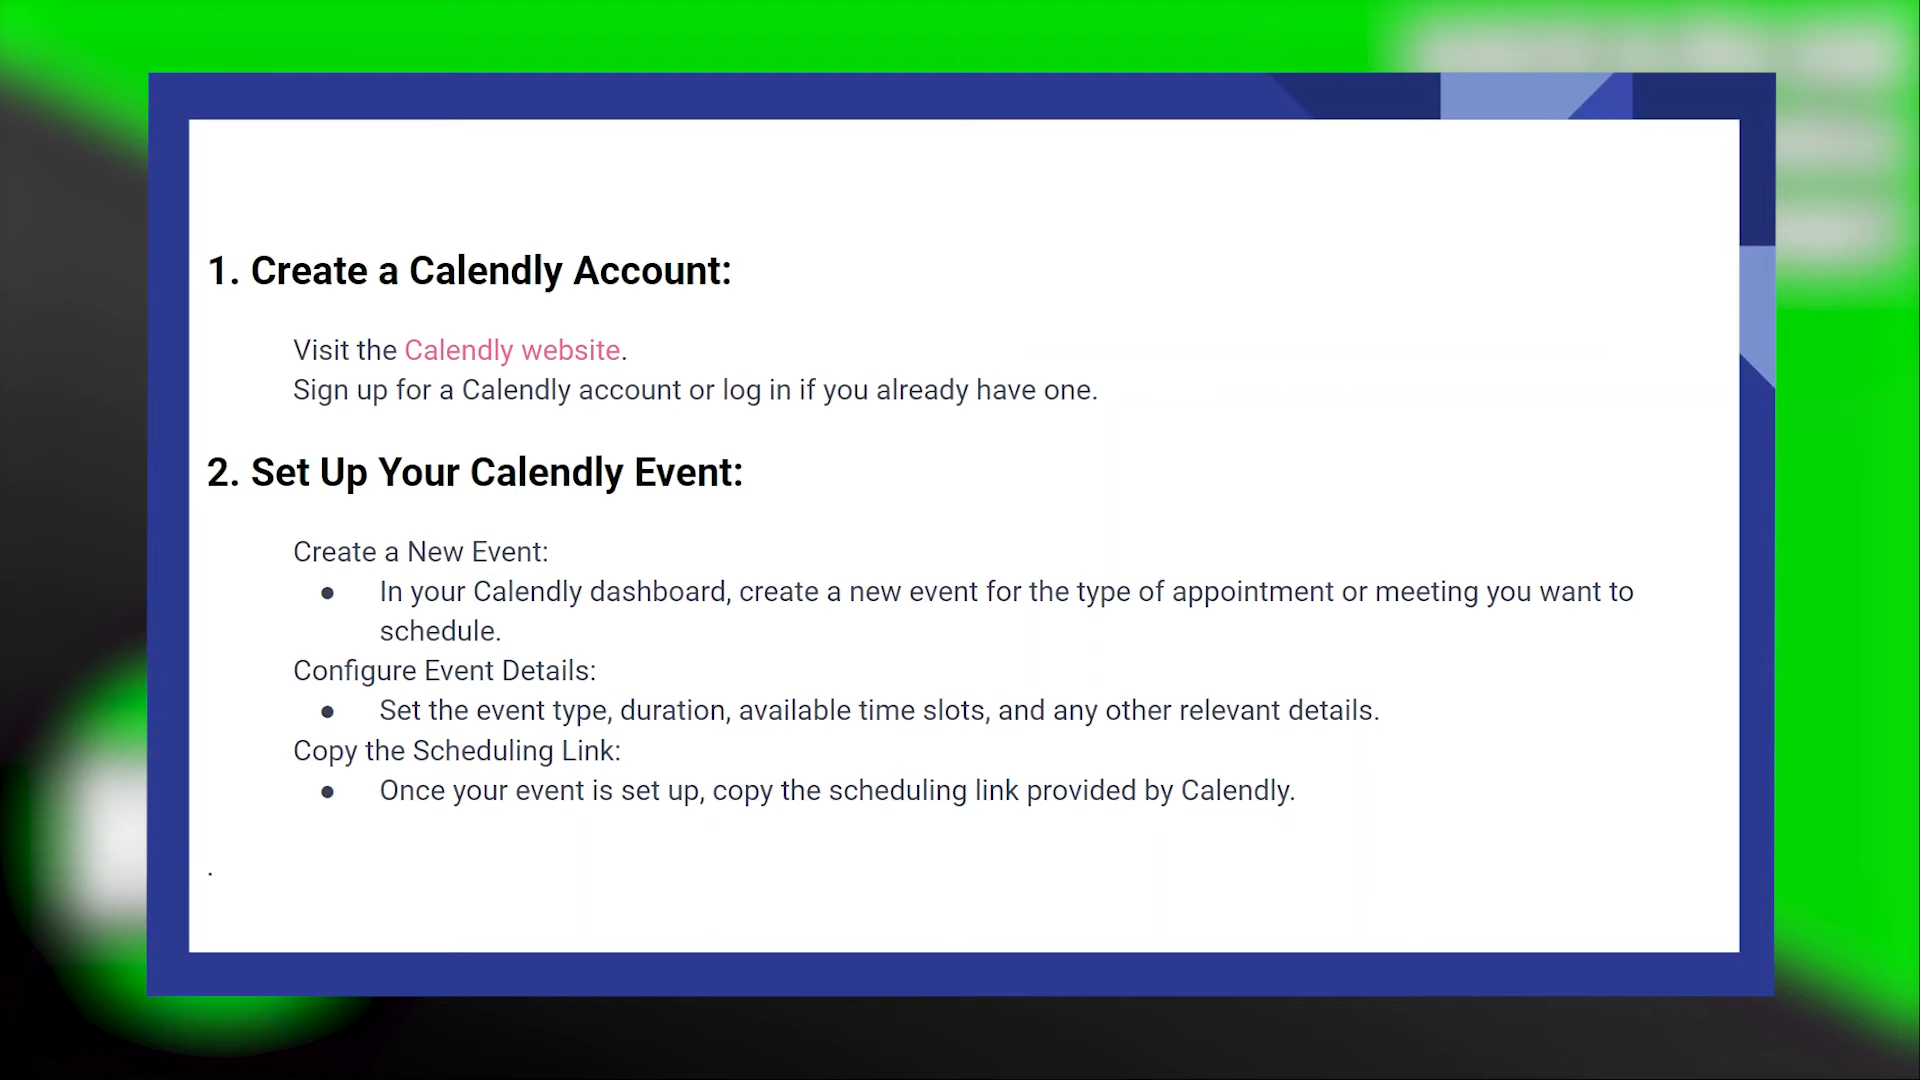 1. Create a Calendly Account:
Visit the Calendly website.
Sign up for a Calendly account or log in if you already have one.
2. Set Up Your Calendly Event:
Create a New Event:
● In your Calendly dashboard, create a new event for the type of appointment or meeting you want to
schedule.
Configure Event Details:
● Set the event type, duration, available time slots, and any other relevant details.
Copy the Scheduling Link:
● Once your event is set up, copy the scheduling link provided by Calendly.
.